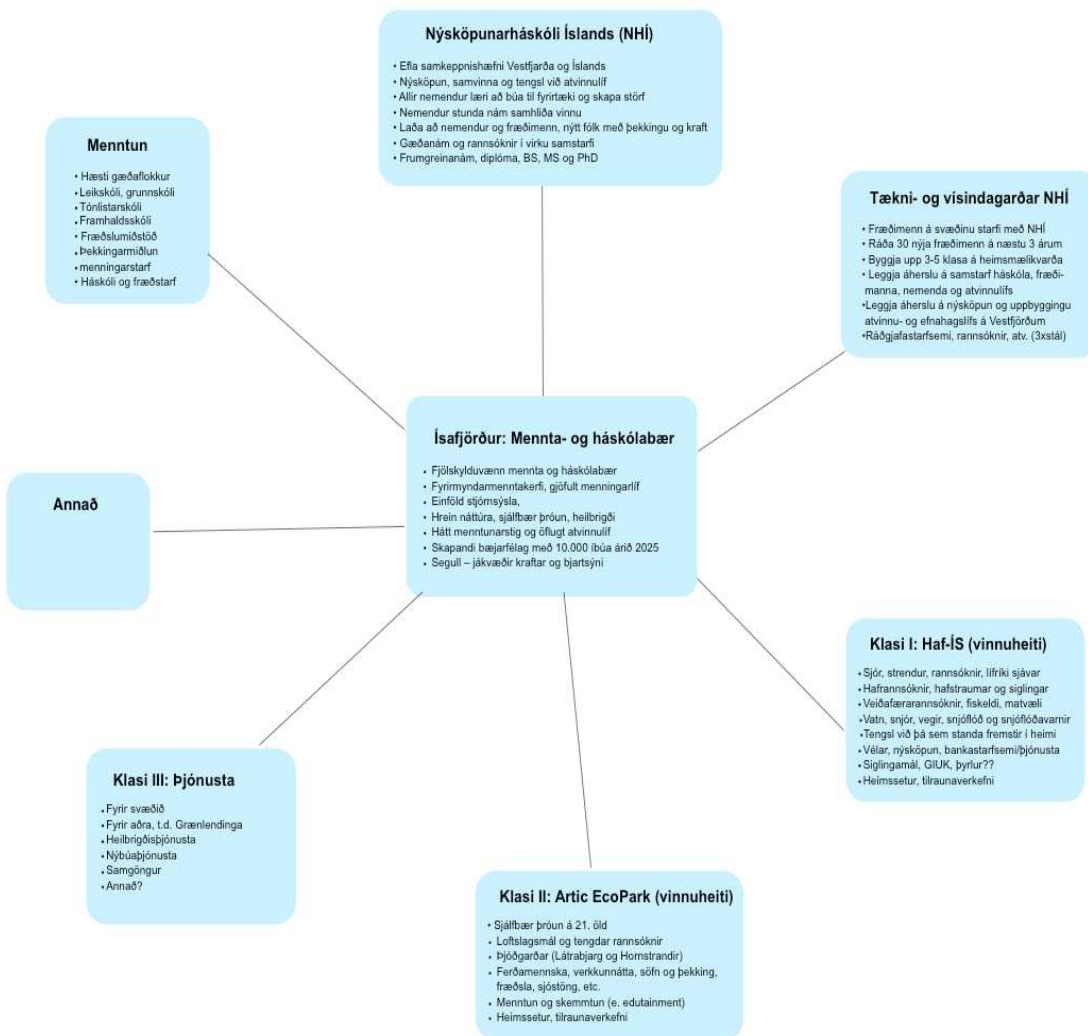 Nýsköpunarháskóli Íslands (NHÍ)
• Efla samkeppnishæfni Vestfjarða og Íslands
• Nýsköpun, samvinna og tengsl við atvinnulíf
• Allir nemendur læri að búa til fyrirtæki og skapa störf
• Nemendur stunda nám samhliða vinnu
• Laða að nemendur og fræðimenn, nýtt fólk með þekkingu og kraft
• Gæðanám og rannsóknir í virku samstarfi
• Frumgreinanám, diplóma, BS, MS og PhD
Menntun
• Hæsti gæðaflokkur
• Leikskóli, grunnskóli
• Tónlistarskóli
• Framhaldsskóli
• Fræðslumiðstöð
• Þekkingarmiðlun
• menningarstarf
• Háskóli og fræðstarf
Tækni- og vísindagarðar NHÍ
• Fræðimenn á svæðinu starfi með NHÍ
• Ráða 30 nýja fræðimenn á næstu 3 árum
• Byggja upp 3-5 klasa á heimsmælikvarða
• Leggja áherslu á samstarf háskóla, fræði-
manna, nemenda og atvinnulífs
•Leggja áherslu á nýsköpun og uppbyggingu
atvinnu- og efnahagslífs á Vestfjörðum
•Ráðgjafastarfsemi, rannsóknir, atv. (3xstál)
Ísafjörður: Mennta- og háskólabær
• Fjölskylduvænn mennta og háskólabær
• Fyrirmyndarmenntakerfi, gjöfult menningarlíf
• Einföld stjórnsýsla,
• Hrein náttúra, sjálfbær þróun, heilbrigði
• Hátt menntunarstig og öflugt atvinnulíf
• Skapandi bæjarfélag með 10.000 íbúa árið 2025
• Segull – jákvæðir kraftar og bjartsýni
Annað
Klasi I: Haf-ÍS (vinnuheiti)
• Sjór, strendur, rannsóknir, lífríki sjávar
• Hafrannsóknir, hafstraumar og siglingar
• Veiðafærarannsóknir, fiskeldi, matvæli
• Vatn, snjór, vegir, snjóflóð og snjóflóðavarnir
• Tengsl við þá sem standa fremstir í heimi
• Vélar, nýsköpun, bankastarfsemi/þjónusta
• Siglingamál, GIUK, þyrlur??
• Heimssetur, tilraunaverkefni
Klasi III: Þjónusta
• Fyrir svæðið
• Fyrir aðra, t.d. Grænlendinga
• Heilbrigðisþjónusta
• Nýbúaþjónusta
• Samgöngur
• Annað?
Klasi II: Artic EcoPark (vinnuheiti)
• Sjálfbær þróun á 21. öld
• Loftslagsmál og tengdar rannsóknir
• Þjóðgarðar (Látrabjarg og Hornstrandir)
• Ferðamennska, verkkunnátta, söfn og þekking,
fræðsla, sjóstöng, etc.
• Menntun og skemmtun (e. edutainment)
• Heimssetur, tilraunaverkefni